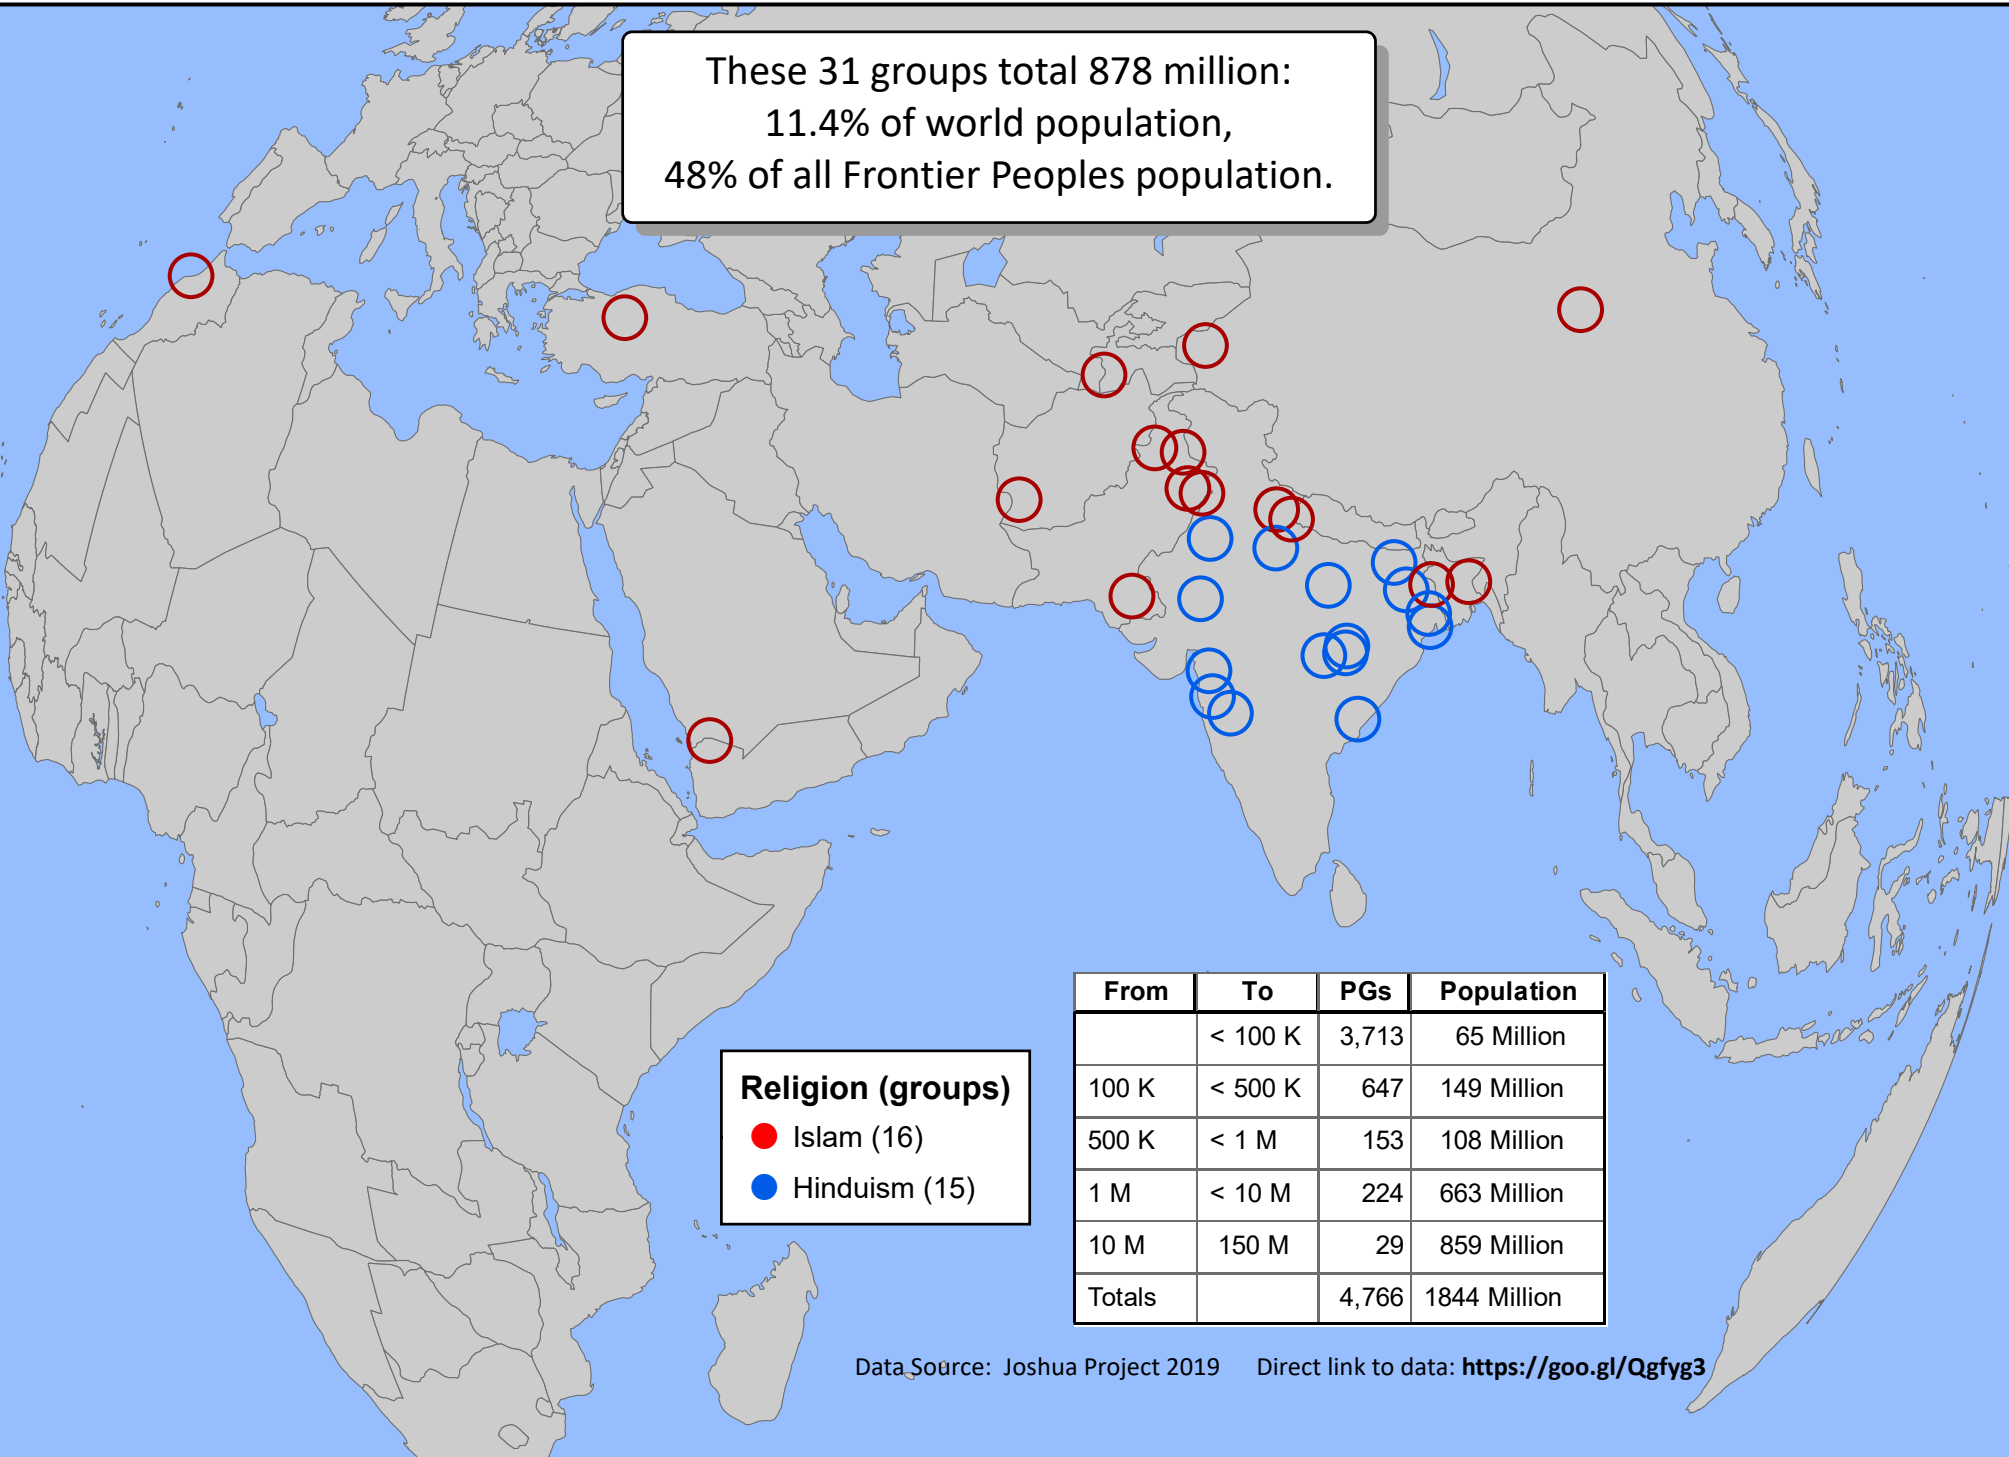 These 31 groups total 878 million:
11.4% of world population,
48% of all Frontier Peoples population.
Religion (groups)
Islam (16)
Hinduism (15)
From To PGs Population
< 100 K 3,713 65 Million
100 K < 500 K 647 149 Million
500 K < 1 M 153 108 Million
1 M < 10 M 224 663 Million
10 M 150 M 29 859 Million
Totals 4,766 1844 Million
Data Source: Joshua Project 2019 Direct link to data: https://goo.gl/Qgfyg3